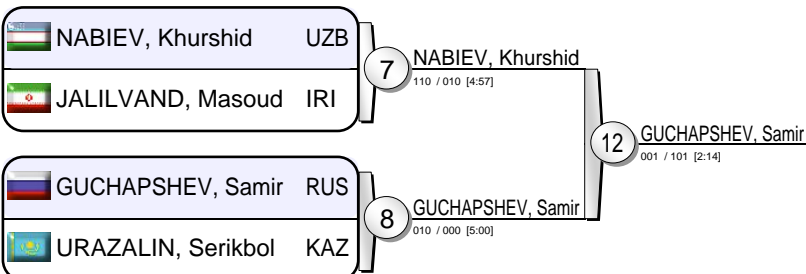 NABIEV, Khurshid UZB
JALILVAND, Masoud IRI
7
NABIEV, Khurshid
110 / 010 [4:57]
GUCHAPSHEV, Samir RUS
URAZALIN, Serikbol KAZ
8
GUCHAPSHEV, Samir
010 / 000 [5:00]
12
GUCHAPSHEV, Samir
001 / 101 [2:14]